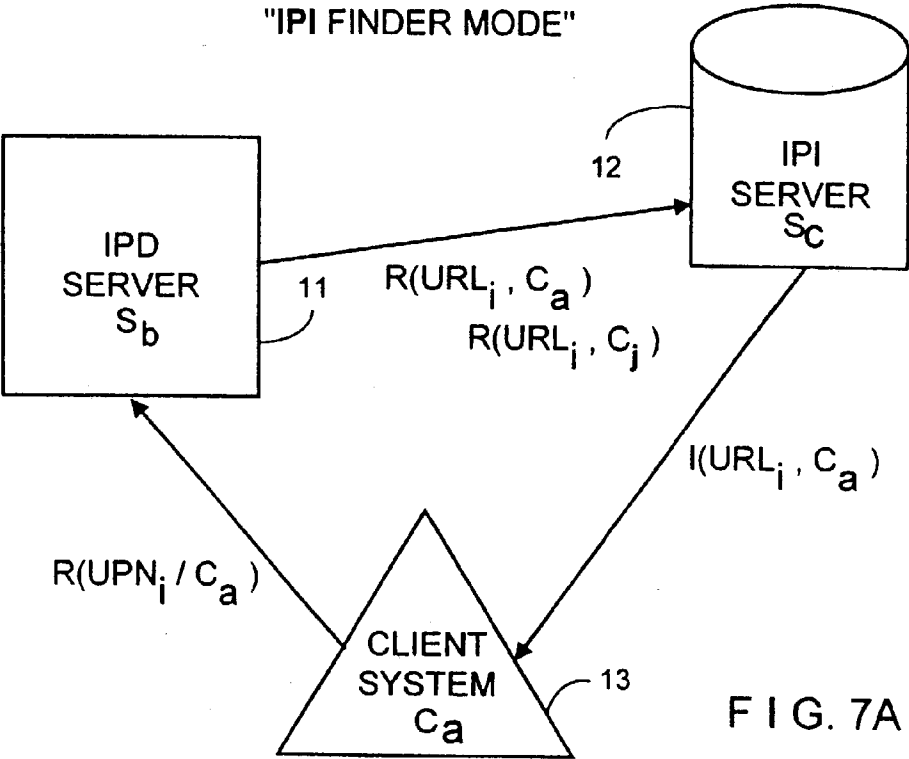 "IPI FINDER MODE"
12
IPI
SERVER
Sc
IPD
SERVER
Sb
11
R(URLi , Ca)
R(URLi , Cj)
I(URLi , Ca)
R(UPNi / Ca)
CLIENT
SYSTEM
Ca
13
F I G. 7A